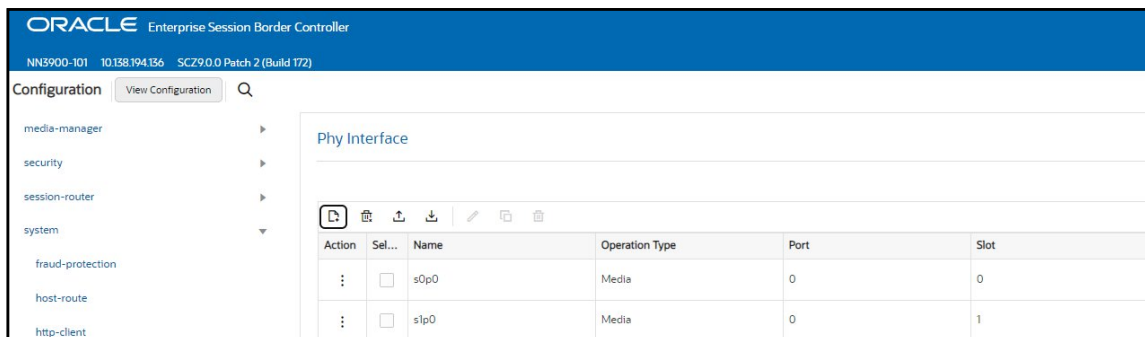 ORACLE Enterprise Session Border Controller
NN3900-101 10.138.194.136 SCZ9.0.0 Patch 2 (Build 172)
Configuration View Configuration
media-manager
security
session-router
system
fraud-protection
host-route
http-client
Phy Interface
Action Sel... Name Operation Type Port Slot
s0p0 Media 0 0
s1p0 Media 0 1